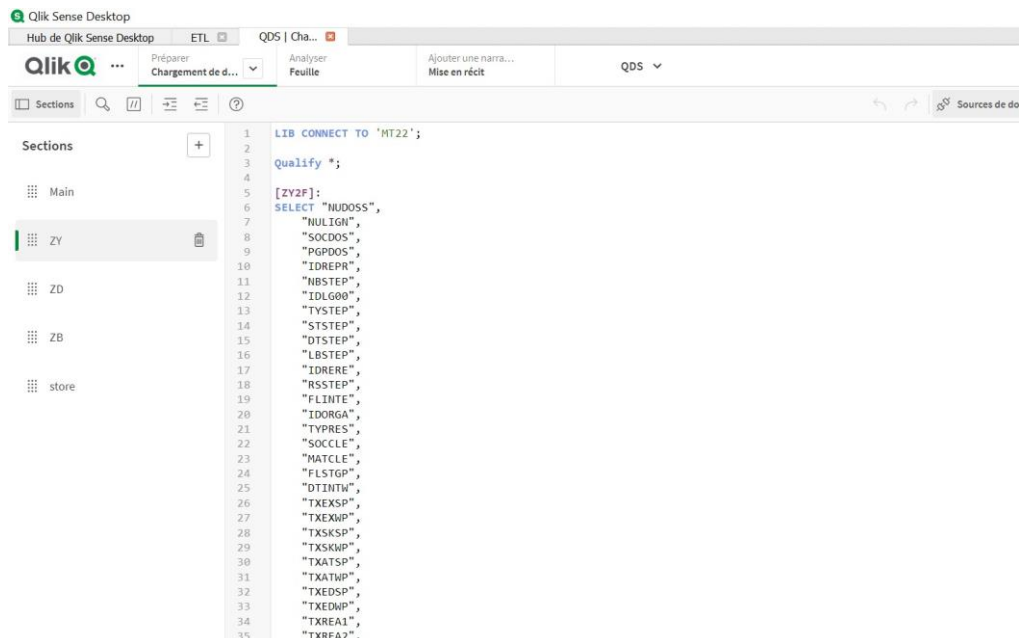 Qlik Sense Desktop
Hub de Qlik Sense Desktop ETL QDS | Cha...
Qlik ... Préparer Chargement de d... Analyser Feuille Ajouter une narra... Mise en récit QDS
Sections Sources de do
Sections +
Main
ZY
ZD
ZB
store
1 LIB CONNECT TO 'MT22';
2
3 Qualify *;
4
5 [ZY2F]:
6 SELECT "NUDOSS",
7 "NULIGN",
8 "SOCDOS",
9 "PGPDOS",
10 "IDREPR",
11 "NBSTEP",
12 "IDLG00",
13 "TYSTEP",
14 "STSTEP",
15 "DTSTEP",
16 "LBSTEP",
17 "IDRERE",
18 "RSSTEP",
19 "FLINTE",
20 "IDORGA",
21 "TYPRES",
22 "SOCCLE",
23 "MATCLE",
24 "FLSTGP",
25 "DTINTW",
26 "TXEXSP",
27 "TXEXWP",
28 "TXSKSP",
29 "TXSKWP",
30 "TXATSP",
31 "TXATWP",
32 "TXEDSP",
33 "TXEDWP",
34 "TXREA1",
35 "TXREA2",